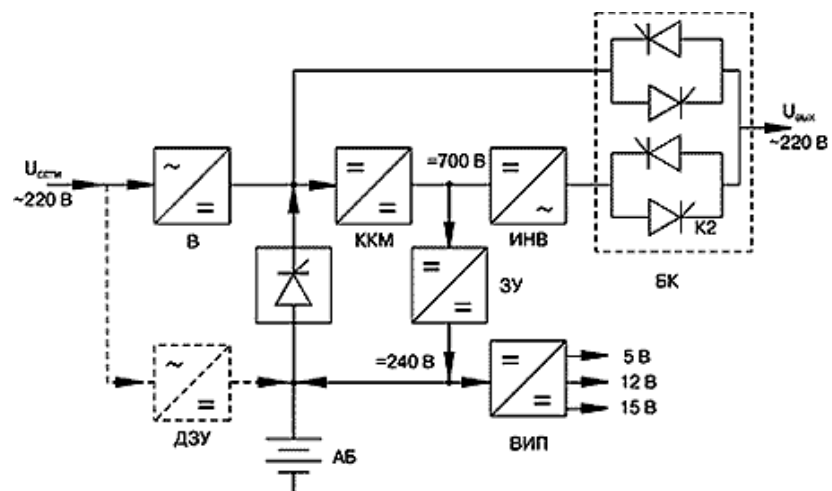 Uсети
~220 В
В
=700 В
ККМ
ИНВ
К2
БК
Uвых
~220 В
ЗУ
=240 В
ДЗУ
АБ
ВИП
5 В
12 В
15 В